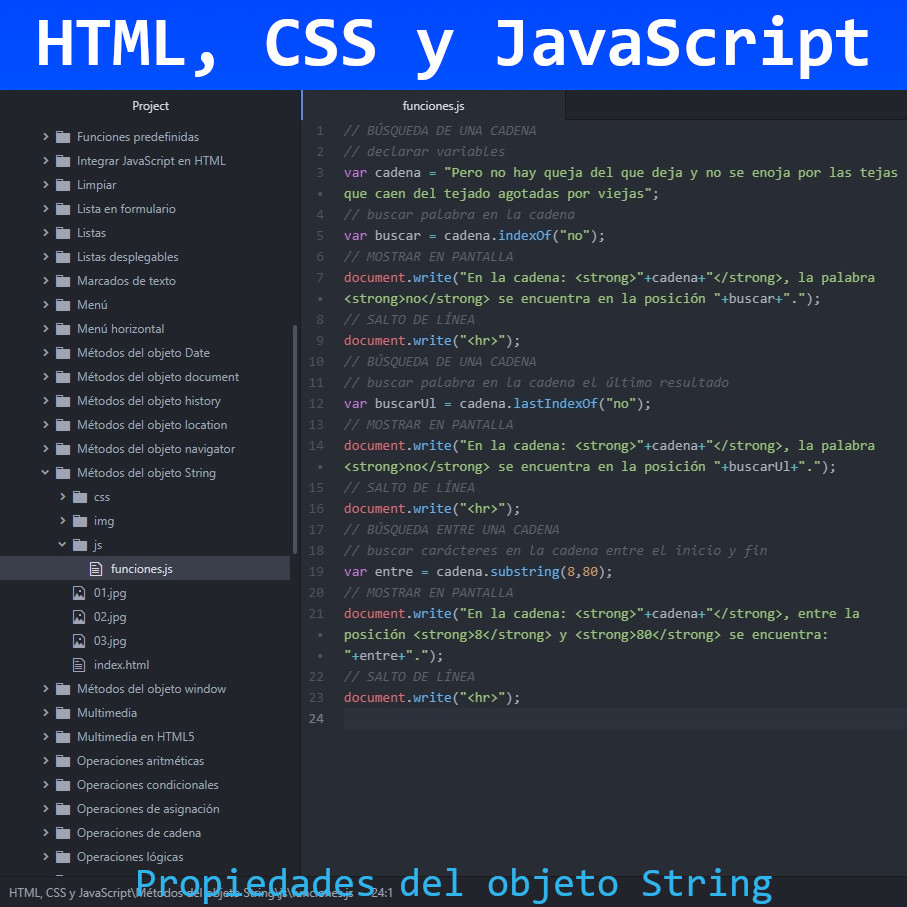 HTML, CSS y JavaScript
Project
Funciones predefinidas
Integrar JavaScript en HTML
Limpiar
Lista en formulario
Listas
Listas desplegables
Marcados de texto
Menú
Menú horizontal
Métodos del objeto Date
Métodos del objeto document
Métodos del objeto history
Métodos del objeto location
Métodos del objeto navigator
Métodos del objeto String
css
img
js
funciones.js
01.jpg
02.jpg
03.jpg
index.html
Métodos del objeto window
Multimedia
Multimedia en HTML5
Operaciones aritméticas
Operaciones condicionales
Operaciones de asignación
Operaciones de cadena
Operaciones lógicas
funciones.js
1 // BÚSQUEDA DE UNA CADENA
2 // declarar variables
3 var cadena = "Pero no hay queja del que deja y no se enoja por las tejas
• que caen del tejado agotadas por viejas";
4 // buscar palabra en la cadena
5 var buscar = cadena.indexOf("no");
6 // MOSTRAR EN PANTALLA
7 document.write("En la cadena: <strong>"+cadena+"</strong>, la palabra
• <strong>no</strong> se encuentra en la posición "+buscar+".");
8 // SALTO DE LÍNEA
9 document.write("<hr>");
10 // BÚSQUEDA DE UNA CADENA
11 // buscar palabra en la cadena el último resultado
12 var buscarUl = cadena.lastIndexOf("no");
13 // MOSTRAR EN PANTALLA
14 document.write("En la cadena: <strong>"+cadena+"</strong>, la palabra
• <strong>no</strong> se encuentra en la posición "+buscarUl+".");
15 // SALTO DE LÍNEA
16 document.write("<hr>");
17 // BÚSQUEDA ENTRE UNA CADENA
18 // buscar carácteres en la cadena entre el inicio y fin
19 var entre = cadena.substring(8,80);
20 // MOSTRAR EN PANTALLA
21 document.write("En la cadena: <strong>"+cadena+"</strong>, entre la
• posición <strong>8</strong> y <strong>80</strong> se encuentra:
• "+entre+".");
22 // SALTO DE LÍNEA
23 document.write("<hr>");
24
HTML, CSS y JavaScript\Métodos del objeto String\js\funciones.js 24:1
Propiedades del objeto String